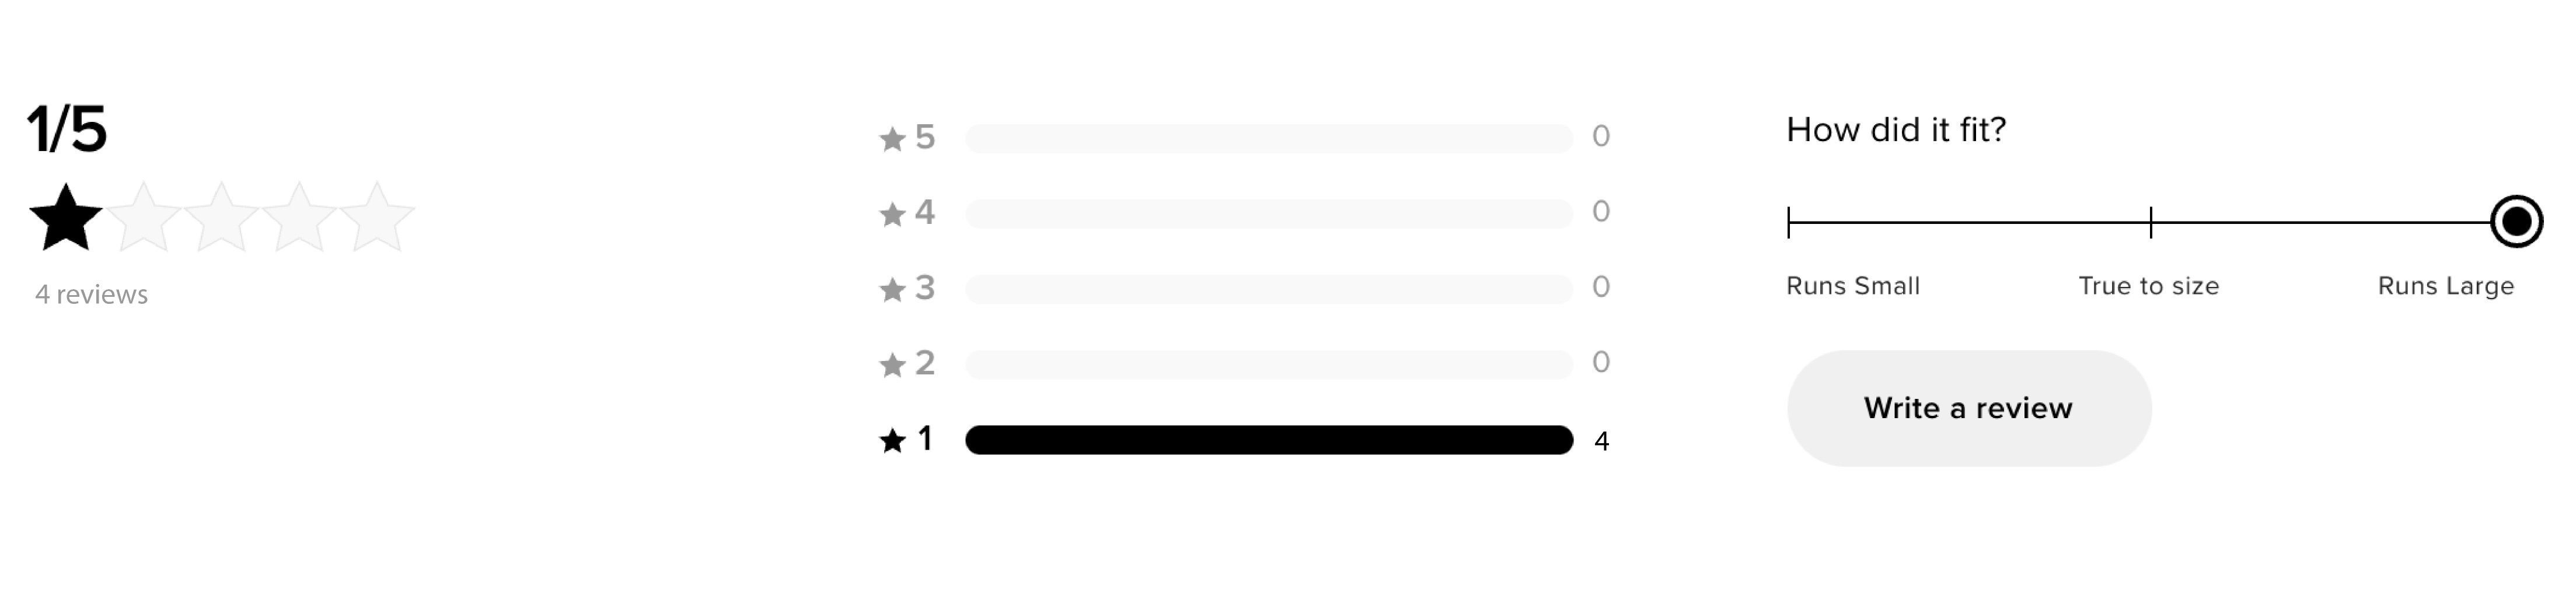 1/5
4 reviews
5 0
4 0
3 0
2 0
1 4
How did it fit?
Runs Small True to size Runs Large
Write a review